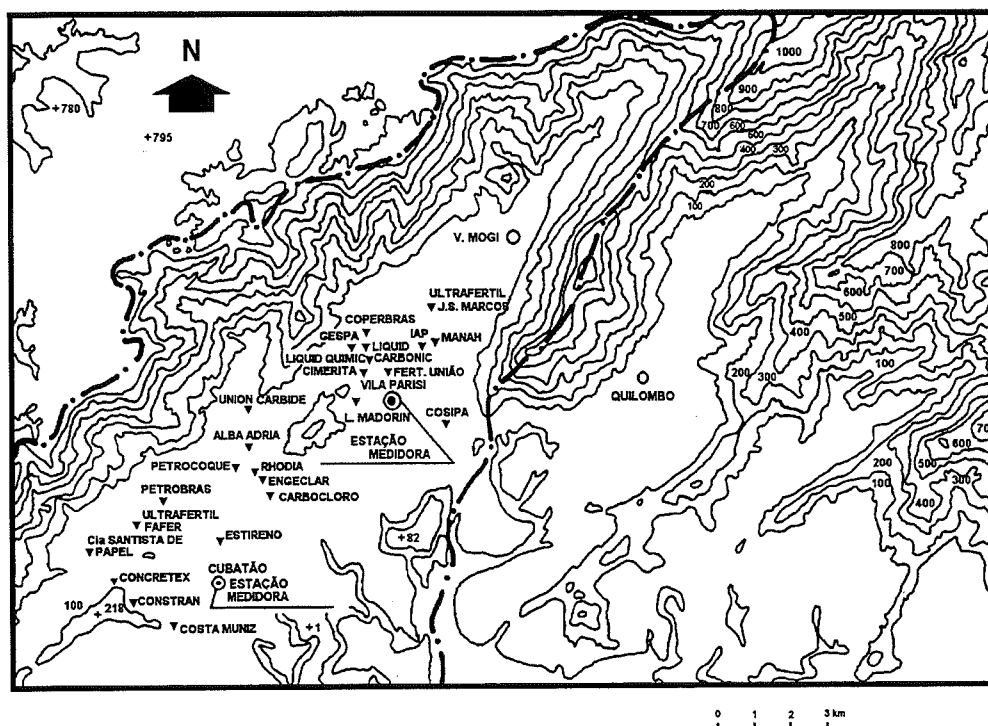 N
1000
900
800
700
600
500
400
300
200
100
+780
+795
V. MOGI
ULTRAFERTIL
J.S. MARCOS
COPERBRAS
GESPA
LIQUID
IAP
MANAH
LIQUID QUIMIC
CARBONIC
CIMERITA
FERT. UNIÃO
VILA PARISI
L. MADORIN
ESTAÇÃO
MEDIDORA
COSIPA
UNION CARBIDE
ALBA ADRIA
PETROCOQUE
RHODIA
ENGECLAR
CARBOCLORO
PETROBRAS
ULTRAFERTIL
FAFER
Cia SANTISTA DE
PAPEL
ESTIRENO
CUBATÃO
ESTAÇÃO
MEDIDORA
CONCRETEX
CONSTRAN
COSTA MUNIZ
100
+ 218
+1
+82
QUILOMBO
800
700
600
500
400
300
200
100
600
500
400
300
200
100
0 1 2 3 km